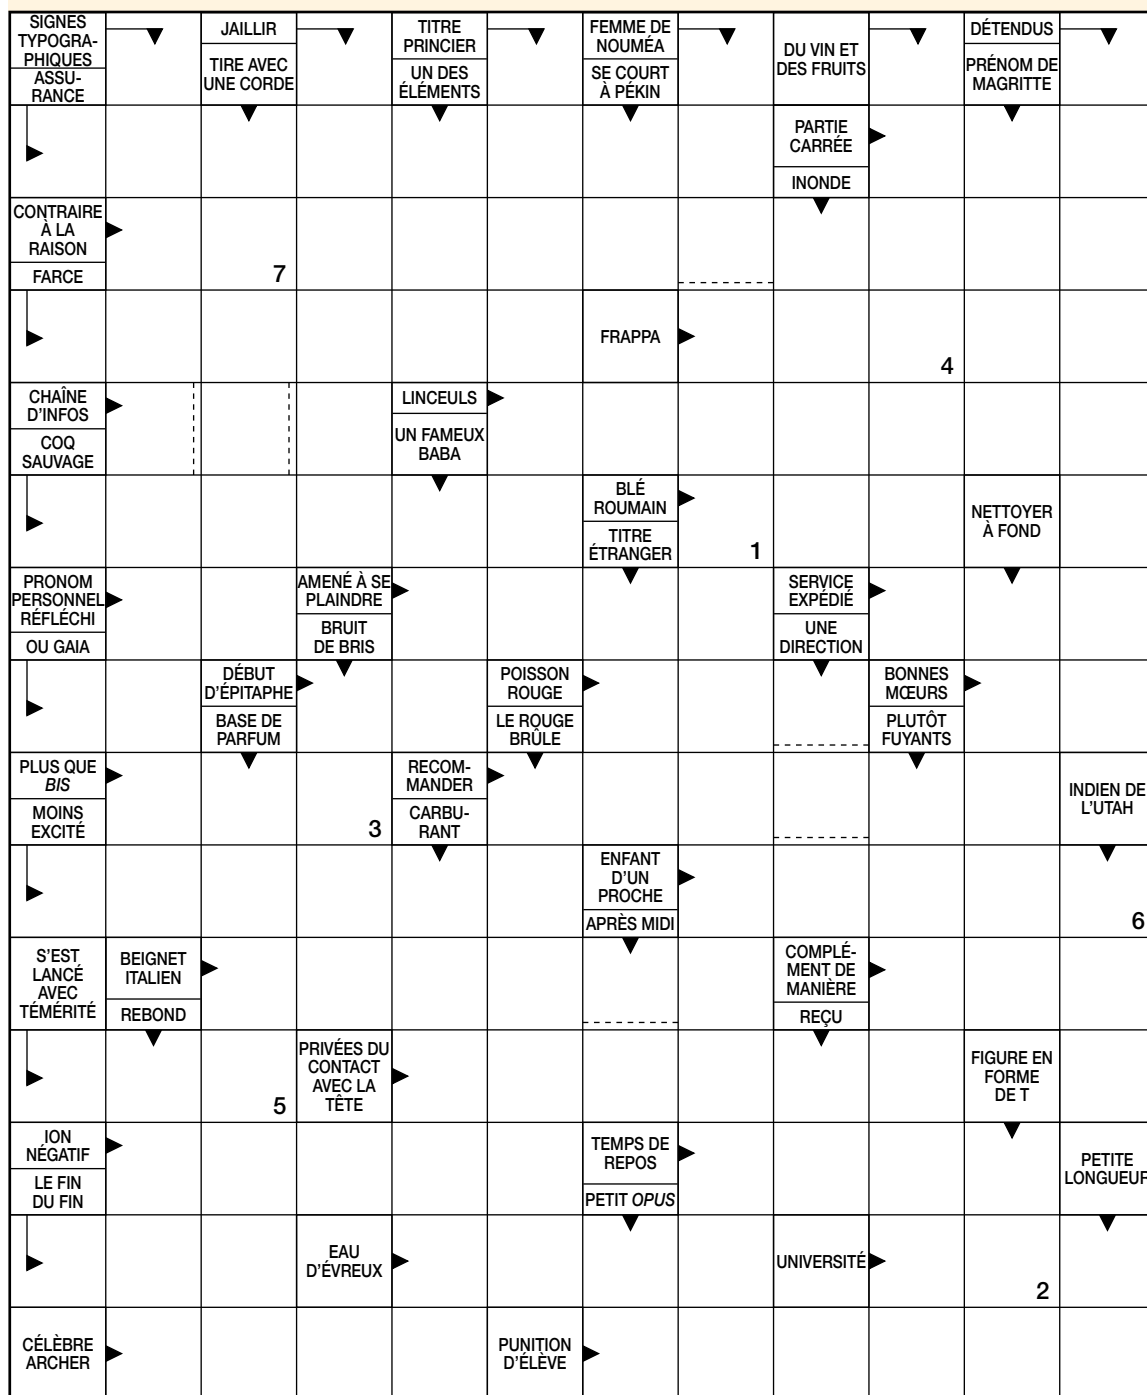 SIGNES
TYPOGRA-
PHIQUES
ASSU-
RANCE
JAILLIR
TIRE AVEC
UNE CORDE
TITRE
PRINCIER
UN DES
ÉLÉMENTS
FEMME DE
NOUMÉA
SE COURT
À PÉKIN
DU VIN ET
DES FRUITS
DÉTENDUS
PRÉNOM DE
MAGRITTE
PARTIE
CARRÉE
INONDE
CONTRAIRE
À LA
RAISON
FARCE
7
FRAPPA
4
CHAÎNE
D'INFOS
COQ
SAUVAGE
LINCEULS
UN FAMEUX
BABA
BLÉ
ROUMAIN
TITRE
ÉTRANGER
1
NETTOYER
À FOND
PRONOM
PERSONNEL
RÉFLÉCHI
OU GAIA
AMENÉ À SE
PLAINDRE
BRUIT
DE BRIS
SERVICE
EXPÉDIÉ
UNE
DIRECTION
DÉBUT
D'ÉPITAPHE
BASE DE
PARFUM
POISSON
ROUGE
LE ROUGE
BRÛLE
BONNES
MŒURS
PLUTÔT
FUYANTS
PLUS QUE
BIS
MOINS
EXCITÉ
3
RECOM-
MANDER
CARBU-
RANT
INDIEN DE
L'UTAH
ENFANT
D'UN
PROCHE
APRÈS MIDI
6
S'EST
LANCÉ
AVEC
TÉMÉRITÉ
BEIGNET
ITALIEN
REBOND
COMPLÉ-
MENT DE
MANIÈRE
REÇU
5
PRIVÉES DU
CONTACT
AVEC LA
TÊTE
FIGURE EN
FORME
DE T
ION
NÉGATIF
LE FIN
DU FIN
TEMPS DE
REPOS
PETIT OPUS
PETITE
LONGUEUR
EAU
D'ÉVREUX
UNIVERSITÉ
2
CÉLÈBRE
ARCHER
PUNITION
D'ÉLÈVE